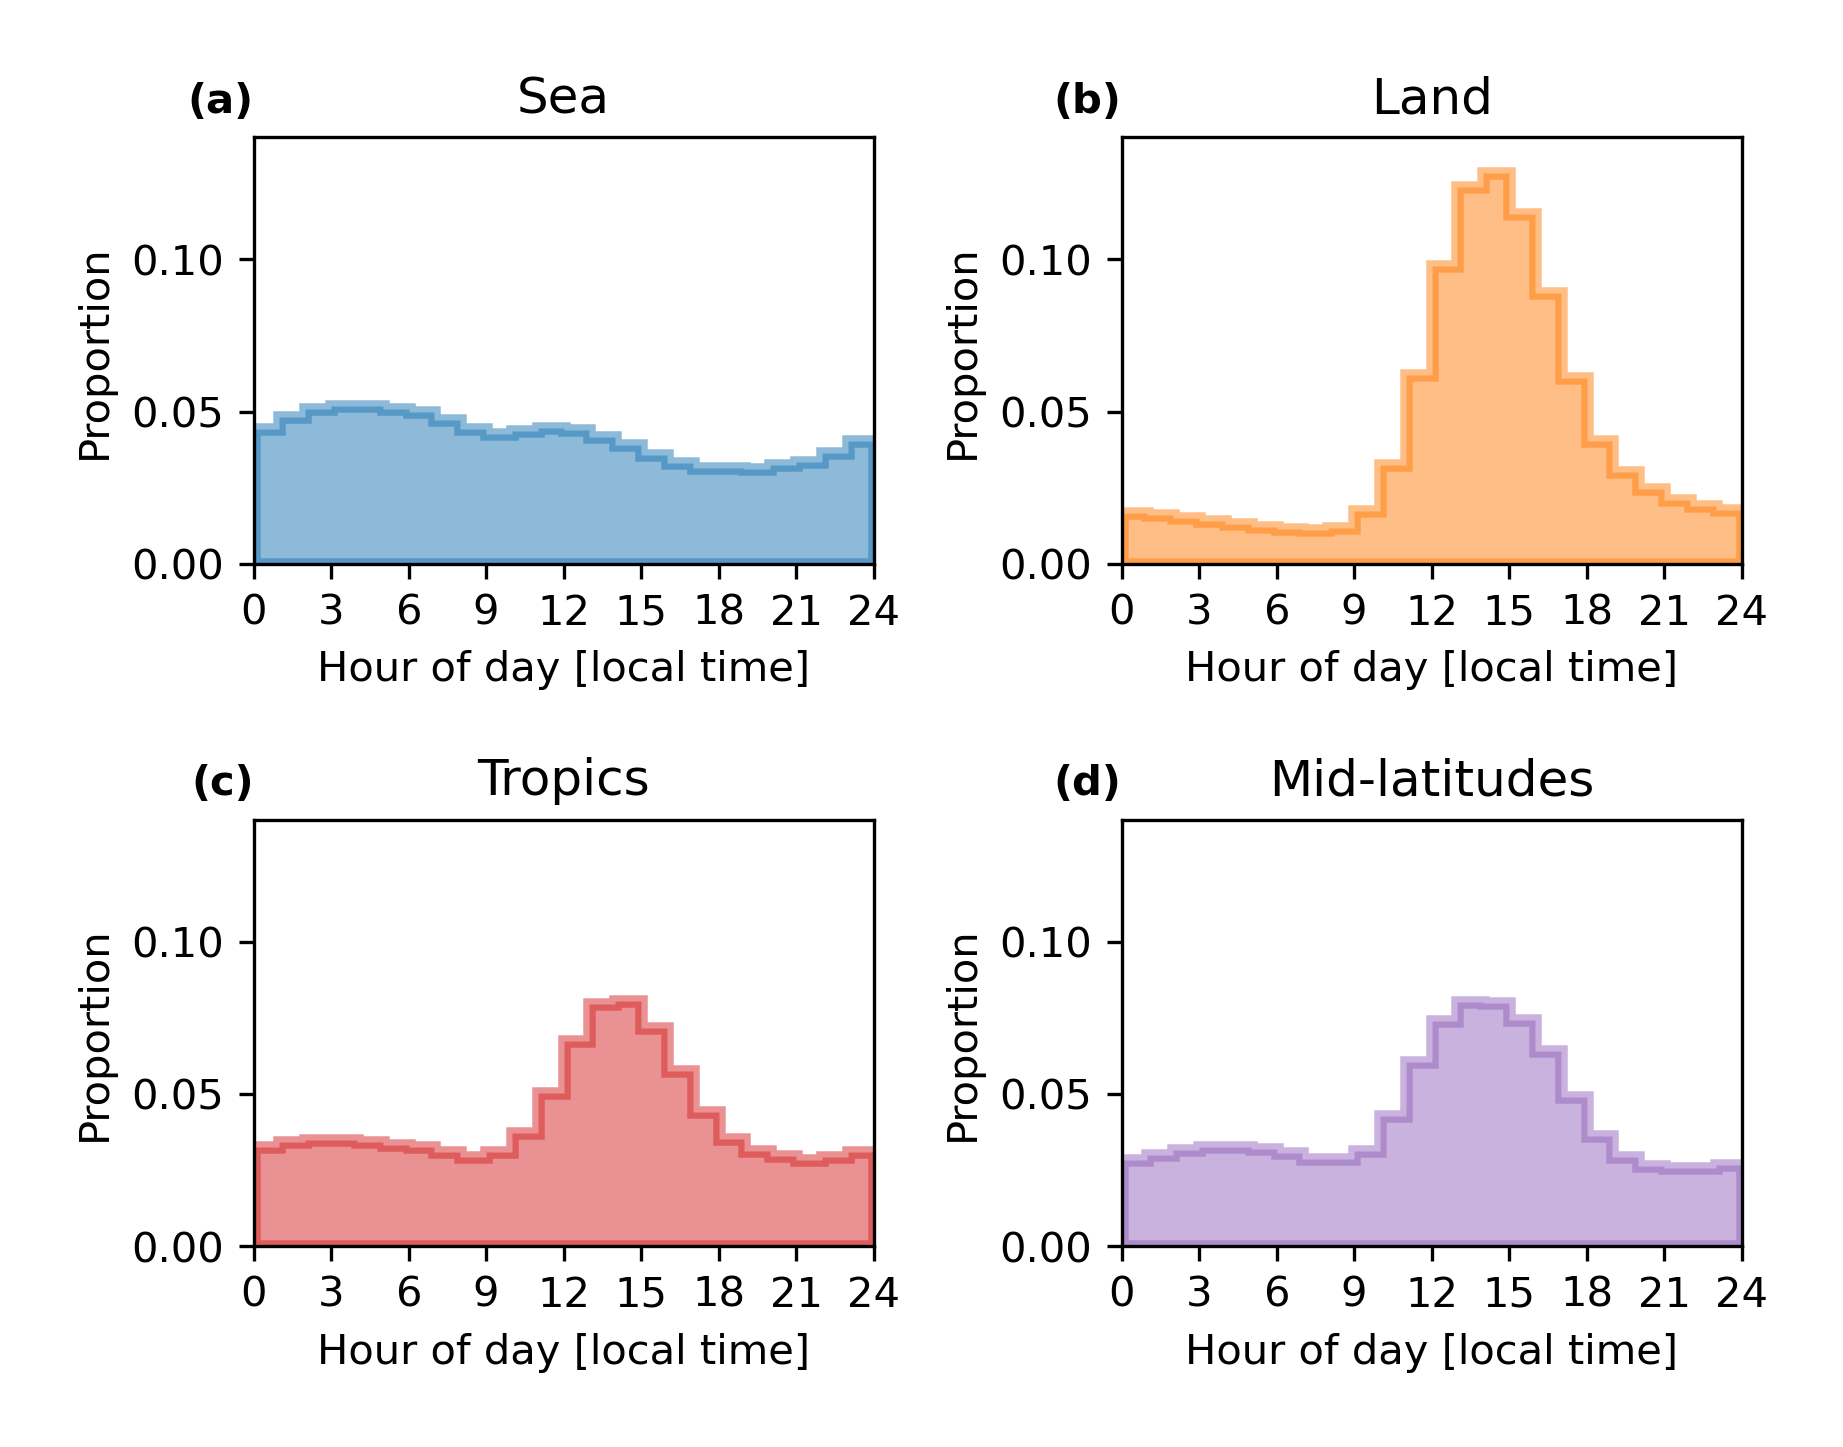 (a) Sea
Proportion
0.10
0.05
0.00
0 3 6 9 12 15 18 21 24
Hour of day [local time]
(b) Land
Proportion
0.10
0.05
0.00
0 3 6 9 12 15 18 21 24
Hour of day [local time]
(c) Tropics
Proportion
0.10
0.05
0.00
0 3 6 9 12 15 18 21 24
Hour of day [local time]
(d) Mid-latitudes
Proportion
0.10
0.05
0.00
0 3 6 9 12 15 18 21 24
Hour of day [local time]